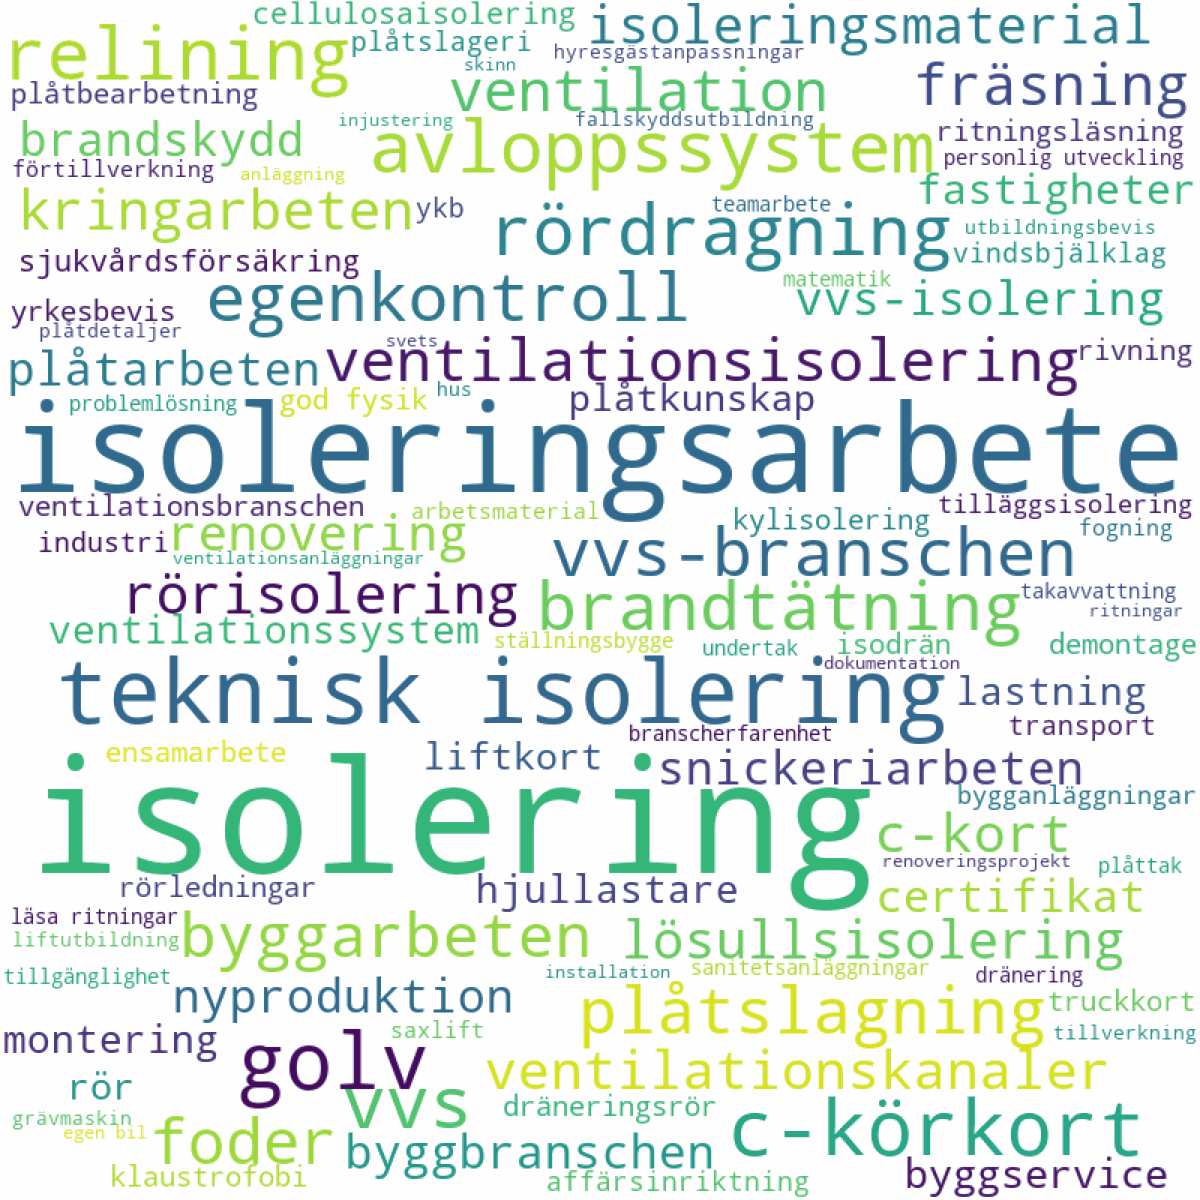 cellulosaisolering
isoleringsmaterial
relining
plåtslageri
hyresgästanpassningar
skinn
ventilation
fräsning
plåtbearbetning
injustering
fallskyddsutbildning
brandskydd
avloppssystem
ritningsläsning
personlig utveckling
förtillverkning
anläggning
fastigheter
kringarbeten
ykb
teamarbete
rördragning
utbildningsbevis
vindsbjälklag
sjukvårdsförsäkring
matematik
egenkontroll
vvs-isolering
yrkesbevis
plåtdetaljer
svets
ventilationsisolering
rivning
plåtarbeten
hus
problemlösning
god fysik
plåtkunskap
isoleringsarbete
ventilationsbranschen
arbetsmaterial
tilläggsisolering
kylisolering
fogning
industri
renovering
ventilationsanläggningar
vvs-branschen
rörisolering
brandtätning
takavvattning
ritningar
ventilationssystem
ställningsbygge
undertak
isodrän
demontage
dokumentation
teknisk isolering
lastning
branscherfarenhet
transport
ensamarbete
liftkort
snickeriarbeten
isolering
bygganläggningar
c-kort
renoveringsprojekt
plåttak
rörledningar
hjullastare
certifikat
läsa ritningar
liftutbildning
byggarbeten
lösullsisolering
tillgänglighet
installation
sanitetsanläggningar
dränering
nyproduktion
plåtslagning
truckkort
montering
saxlift
tillverkning
golv
ventilationskanaler
rör
vvs
dräneringsrör
grävmaskin
egen bil
foder
byggbranschen
c-körkort
klaustrofobi
affärsinriktning
byggservice